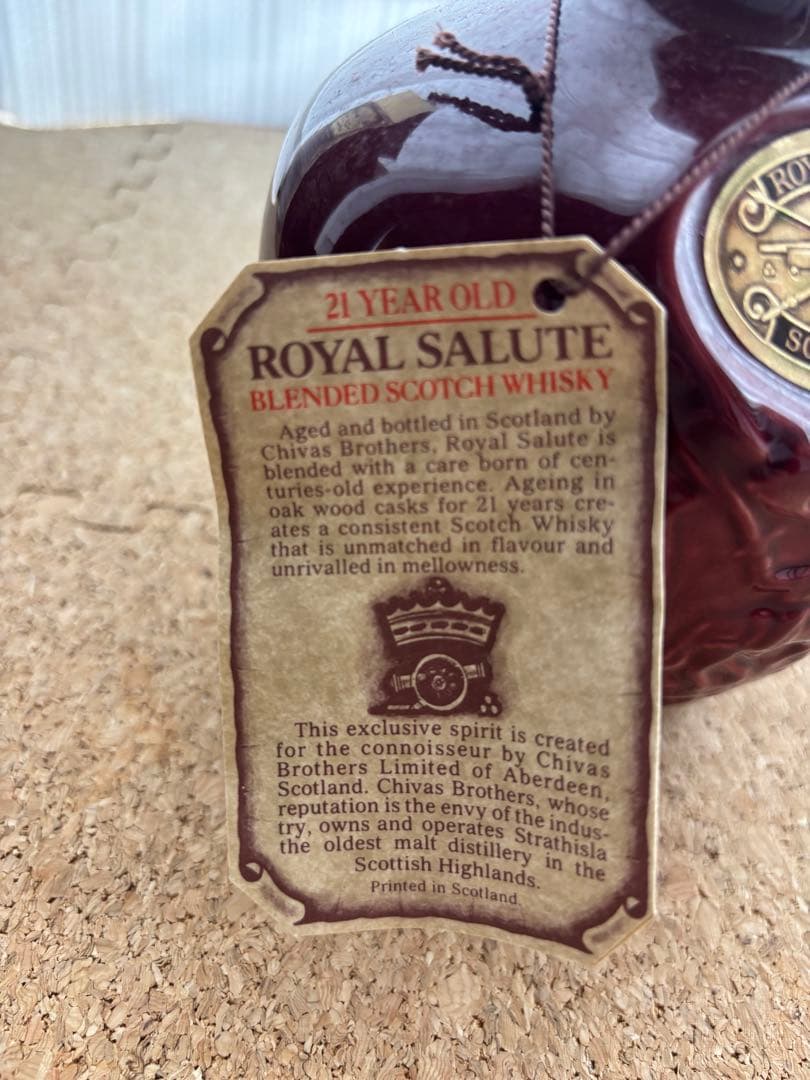 21 YEAR OLD
ROYAL SALUTE
BLENDED SCOTCH WHISKY
Aged and bottled in Scotland by
Chivas Brothers, Royal Salute is
blended with a care born of cen-
turies-old experience. Ageing in
oak wood casks for 21 years cre-
ates a consistent Scotch Whisky
that is unmatched in flavour and
unrivalled in mellowness.
This exclusive spirit is created
for the connoisseur by Chivas
Brothers Limited of Aberdeen,
Scotland. Chivas Brothers, whose
reputation is the envy of the indus-
try, owns and operates Strathisla
the oldest malt distillery in the
Scottish Highlands.
Printed in Scotland
ROY
SC